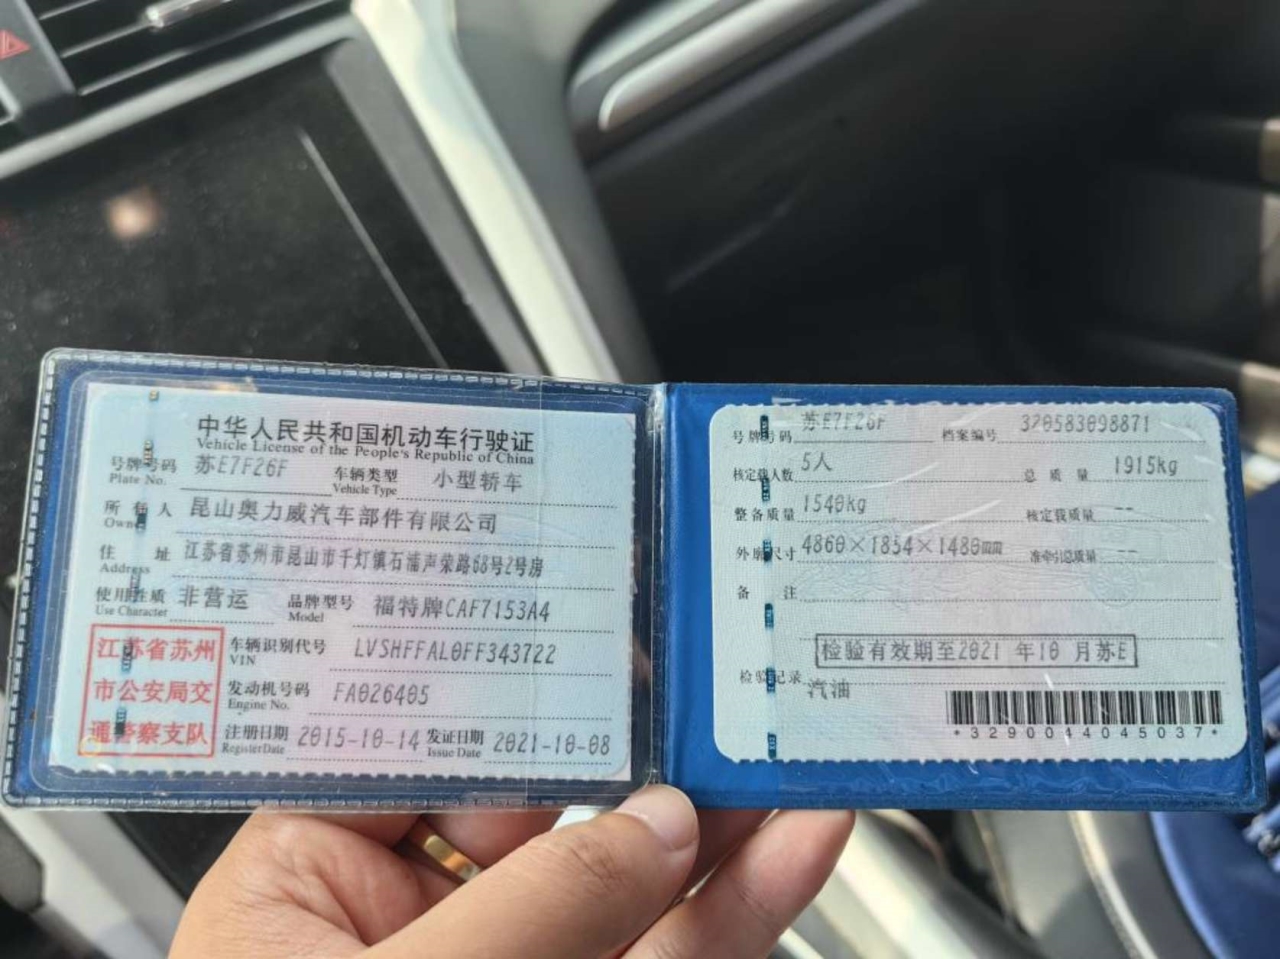 中华人民共和国机动车行驶证
Vehicle License of the People's Republic of China
号牌号码 苏E7F26F 车辆类型 小型轿车
Plate No. Vehicle Type
所有人 昆山奥力威汽车部件有限公司
Owner
住址 江苏省苏州市昆山市千灯镇石浦声荣路68号2号房
Address
使用性质 非营运 品牌型号 福特牌CAF7153A4
Use Character Model
江苏省苏州
市公安局交
通警察支队
车辆识别代号 LVSHFFAL0FF343722
VIN
发动机号码 FA026405
Engine No.
注册日期 2015-10-14 发证日期 2021-10-08
Register Date Issue Date
号牌号码 苏E7F26F 档案编号 320583098871
核定载人数 5人 总质量 1915kg
整备质量 1540kg 核定载质量 --
外廓尺寸 4860×1854×1480mm 准牵引总质量 --
备注
检验有效期至2021 年10 月苏E
检验记录 汽油
*3290044045037*